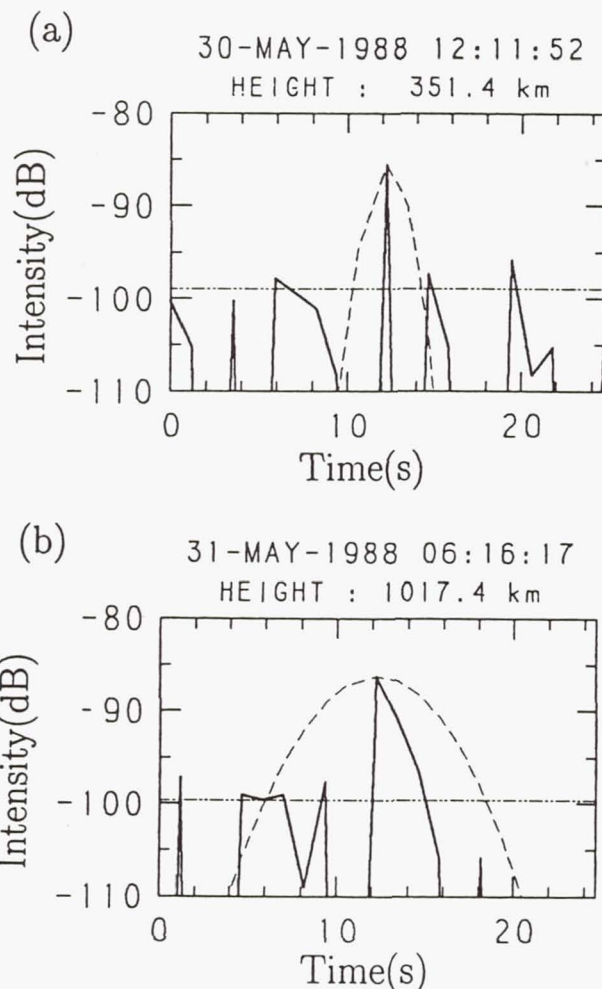 (a)
30-MAY-1988 12:11:52
HEIGHT : 351.4 km
-80
-90
-100
-110
Intensity(dB)
0 10 20
Time(s)
(b)
31-MAY-1988 06:16:17
HEIGHT : 1017.4 km
-80
-90
-100
-110
Intensity(dB)
0 10 20
Time(s)